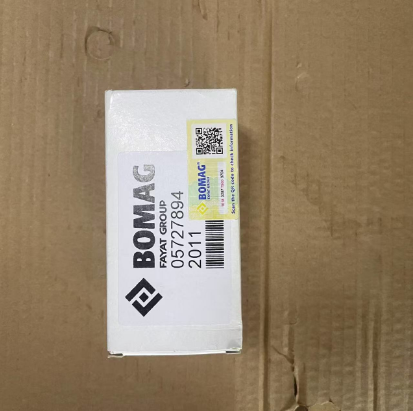 BOMAG
FAYAT GROUP
05727894
2011
BOMAG
Scan the QR code to check information